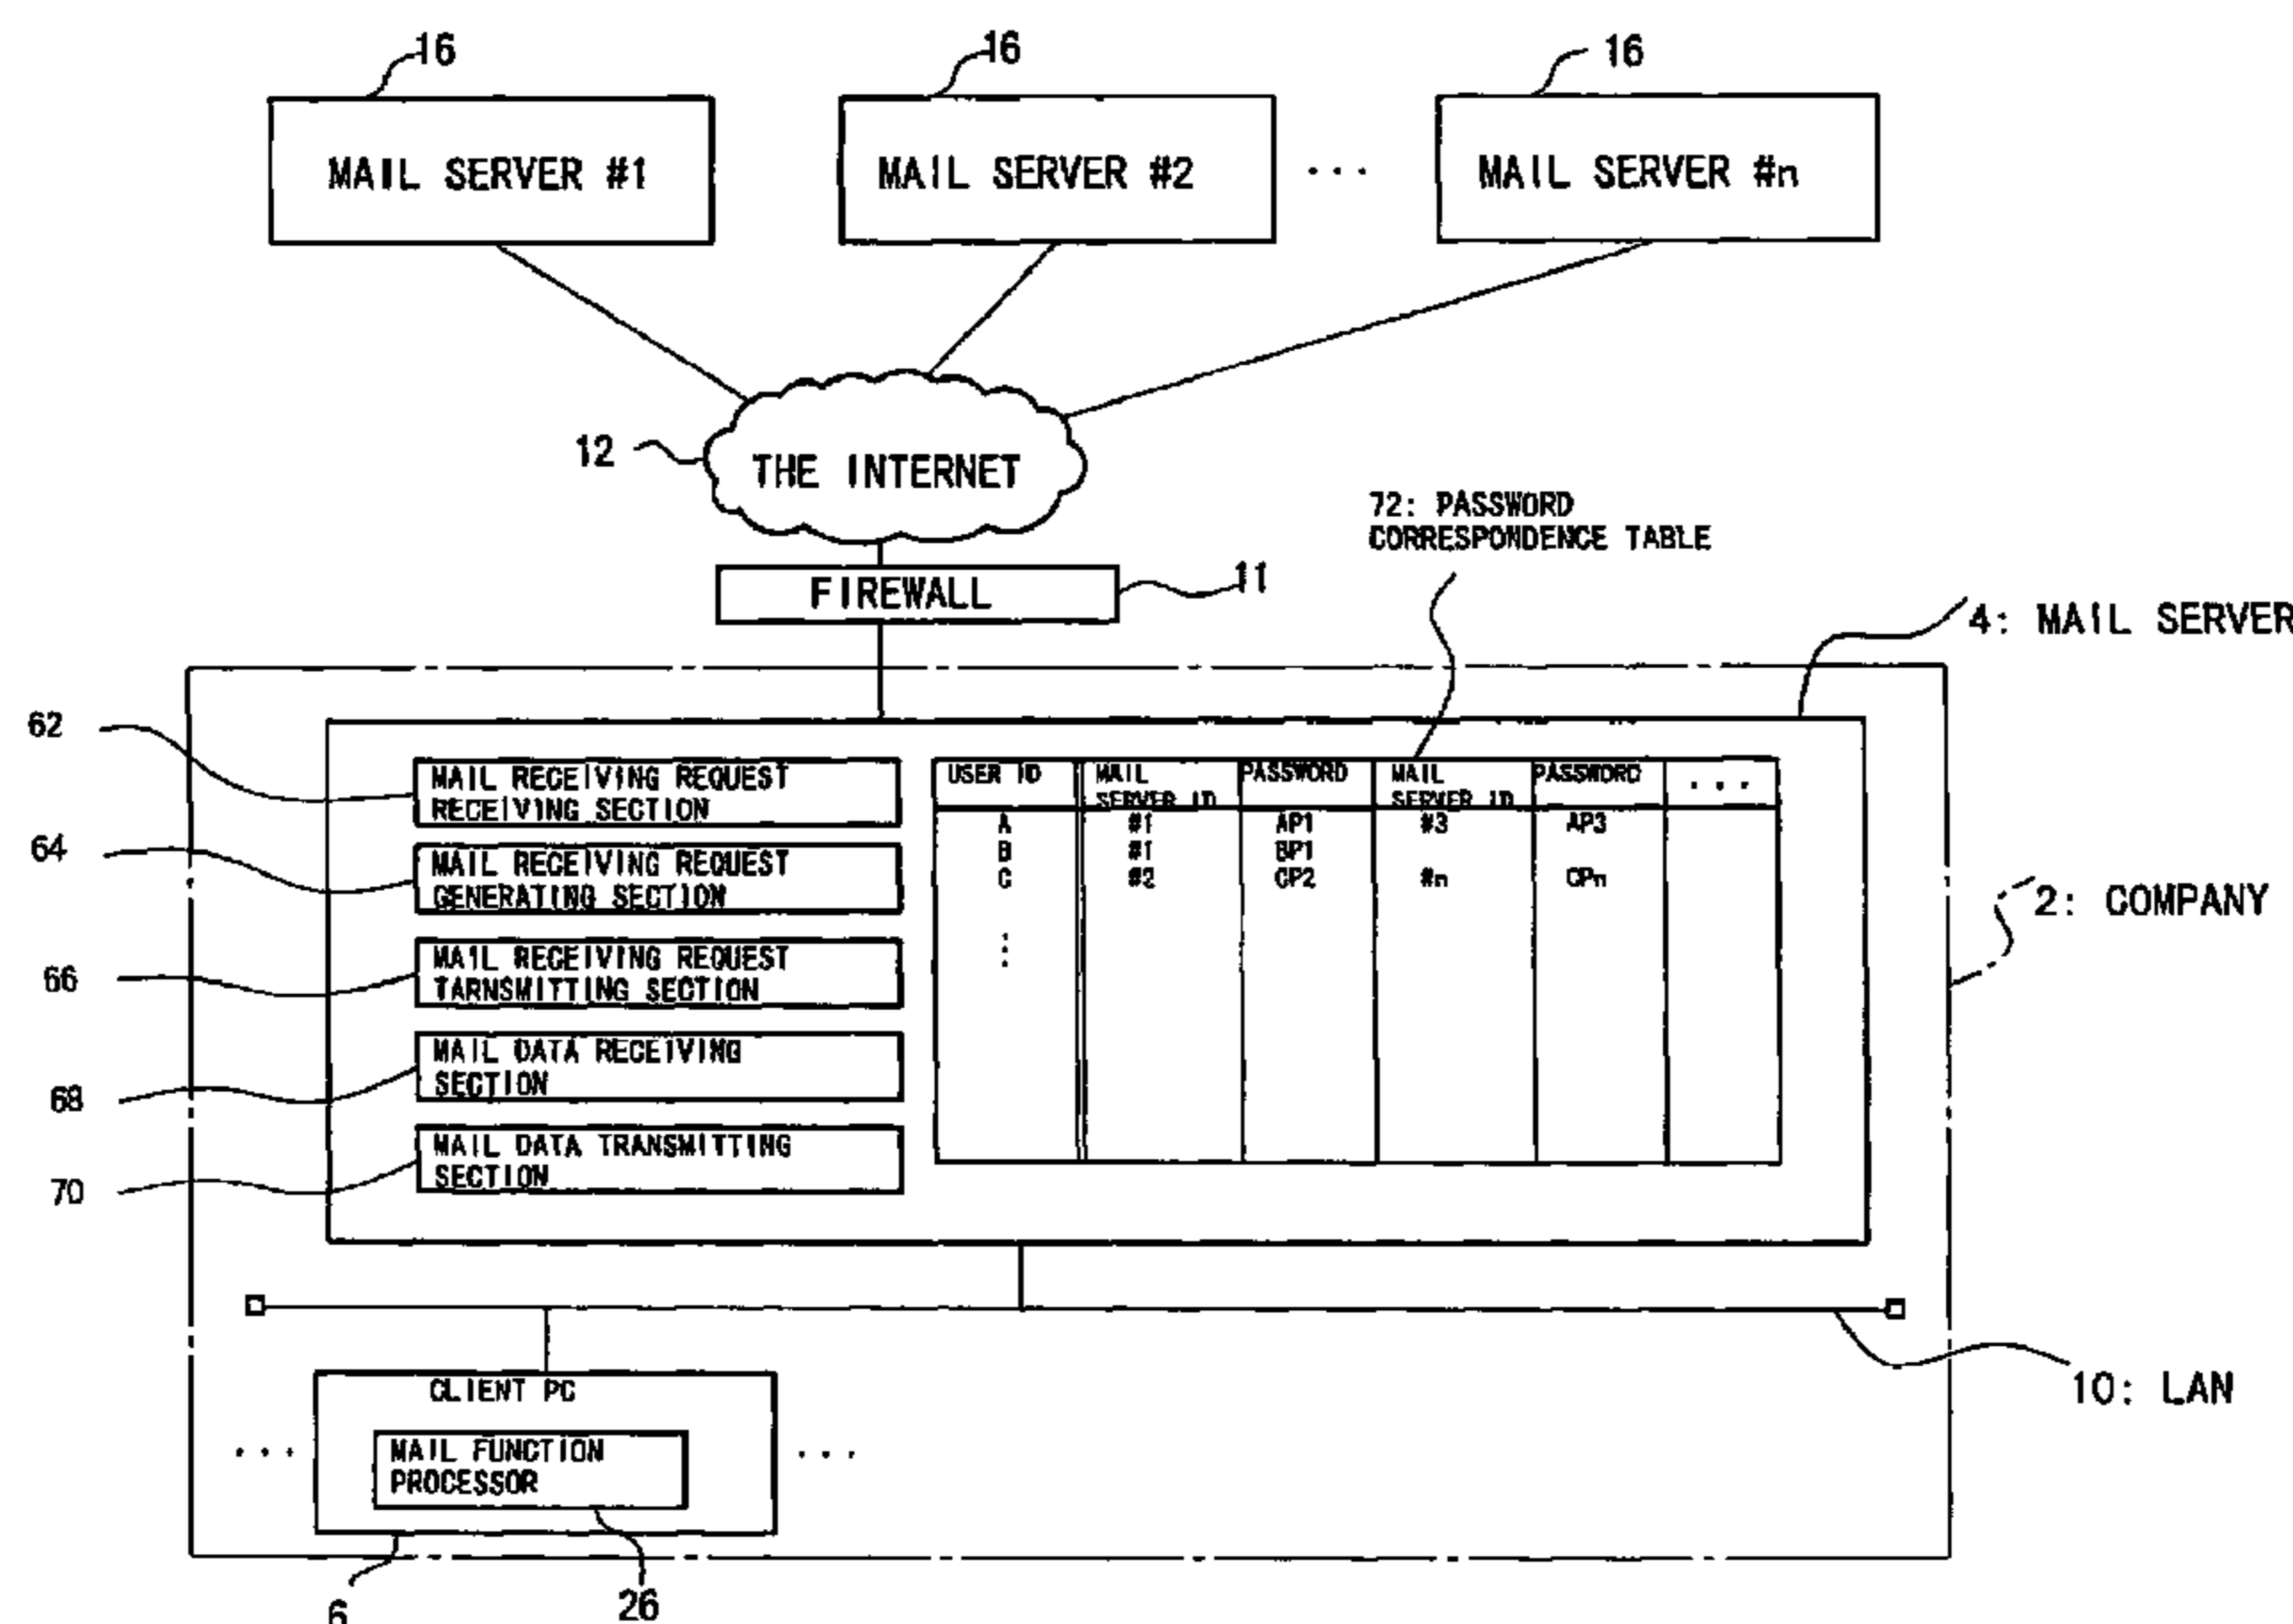 16 16 16
MAIL SERVER #1 MAIL SERVER #2 ... MAIL SERVER #n
12 THE INTERNET
72: PASSWORD
CORRESPONDENCE TABLE
FIREWALL 11
4: MAIL SERVER
62
MAIL RECEIVING REQUEST
RECEIVING SECTION
64
MAIL RECEIVING REQUEST
GENERATING SECTION
66
MAIL RECEIVING REQUEST
TARNSMITTING SECTION
68
MAIL DATA RECEIVING
SECTION
70
MAIL DATA TRANSMITTING
SECTION
USER ID MAIL PASSWORD MAIL PASSWORD ...
SERVER ID SERVER ID
A #1 AP1 #3 AP3
B #1 BP1
C #2 CP2 #n CPn
...
2: COMPANY
10: LAN
CLIENT PC
... MAIL FUNCTION ...
PROCESSOR
6 26